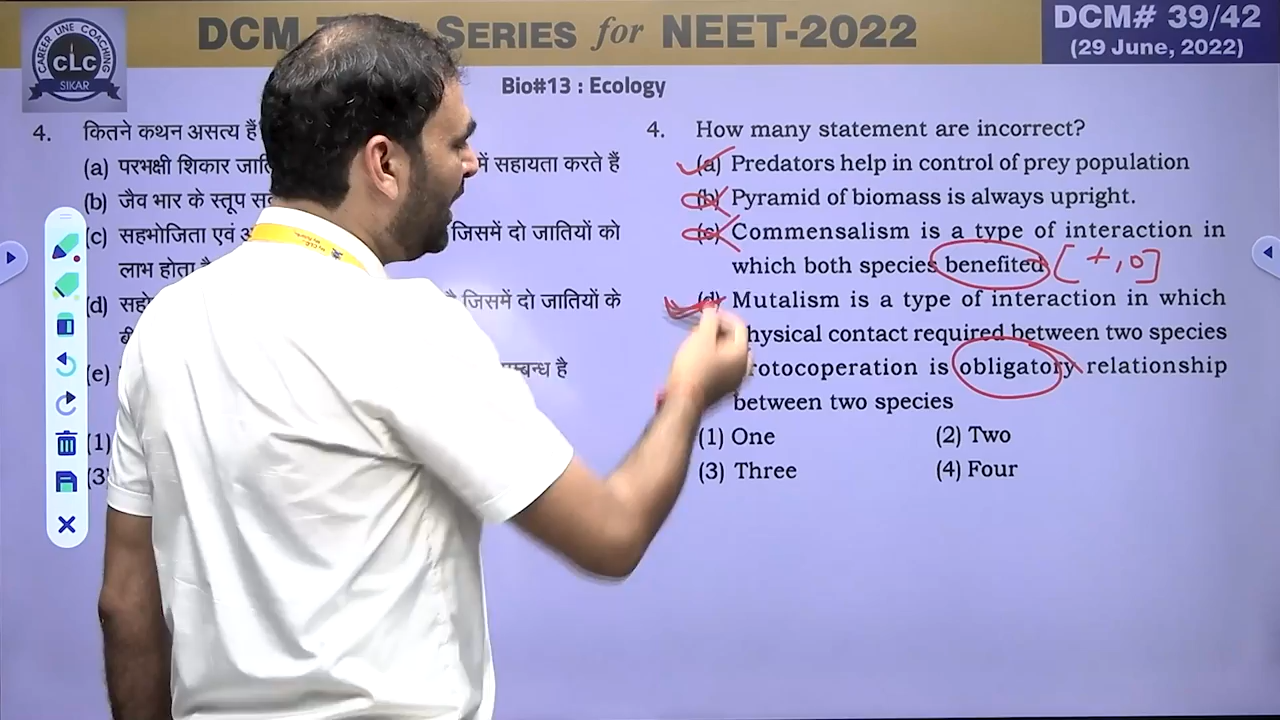 CAREER LINE COACHING
CLC
SIKAR
DCM SERIES for NEET-2022
DCM# 39/42
(29 June, 2022)
Bio#13 : Ecology
4. कितने कथन असत्य हैं
(a) परभक्षी शिकार में सहायता करते हैं
(b) जैव भार के स्तूप
(c) सहभोजिता एवं जिसमें दो जातियों को
लाभ होता है
(d) जिसमें दो जातियों के
(e) है
(1)
(3)
4. How many statement are incorrect?
(a) Predators help in control of prey population
(b) Pyramid of biomass is always upright.
(c) Commensalism is a type of interaction in
which both species benefited [+,0]
(d) Mutalism is a type of interaction in which
physical contact required between two species
is obligatory relationship
between two species
(1) One (2) Two
(3) Three (4) Four